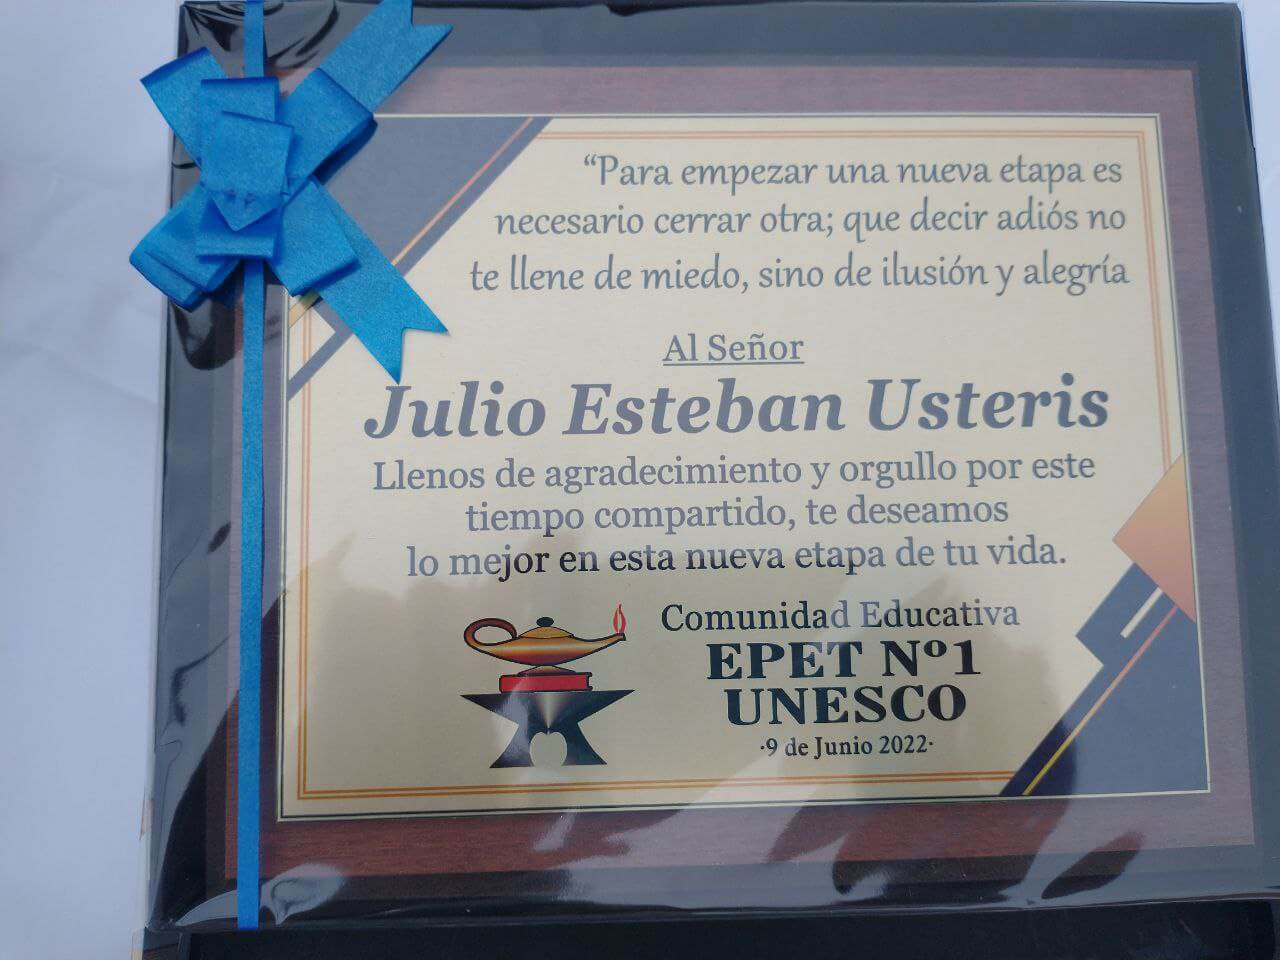 “Para empezar una nueva etapa es
necesario cerrar otra; que decir adiós no
te llene de miedo, sino de ilusión y alegría
Al Señor
Julio Esteban Usteris
Llenos de agradecimiento y orgullo por este
tiempo compartido, te deseamos
lo mejor en esta nueva etapa de tu vida.
Comunidad Educativa
EPET Nº1
UNESCO
·9 de Junio 2022·